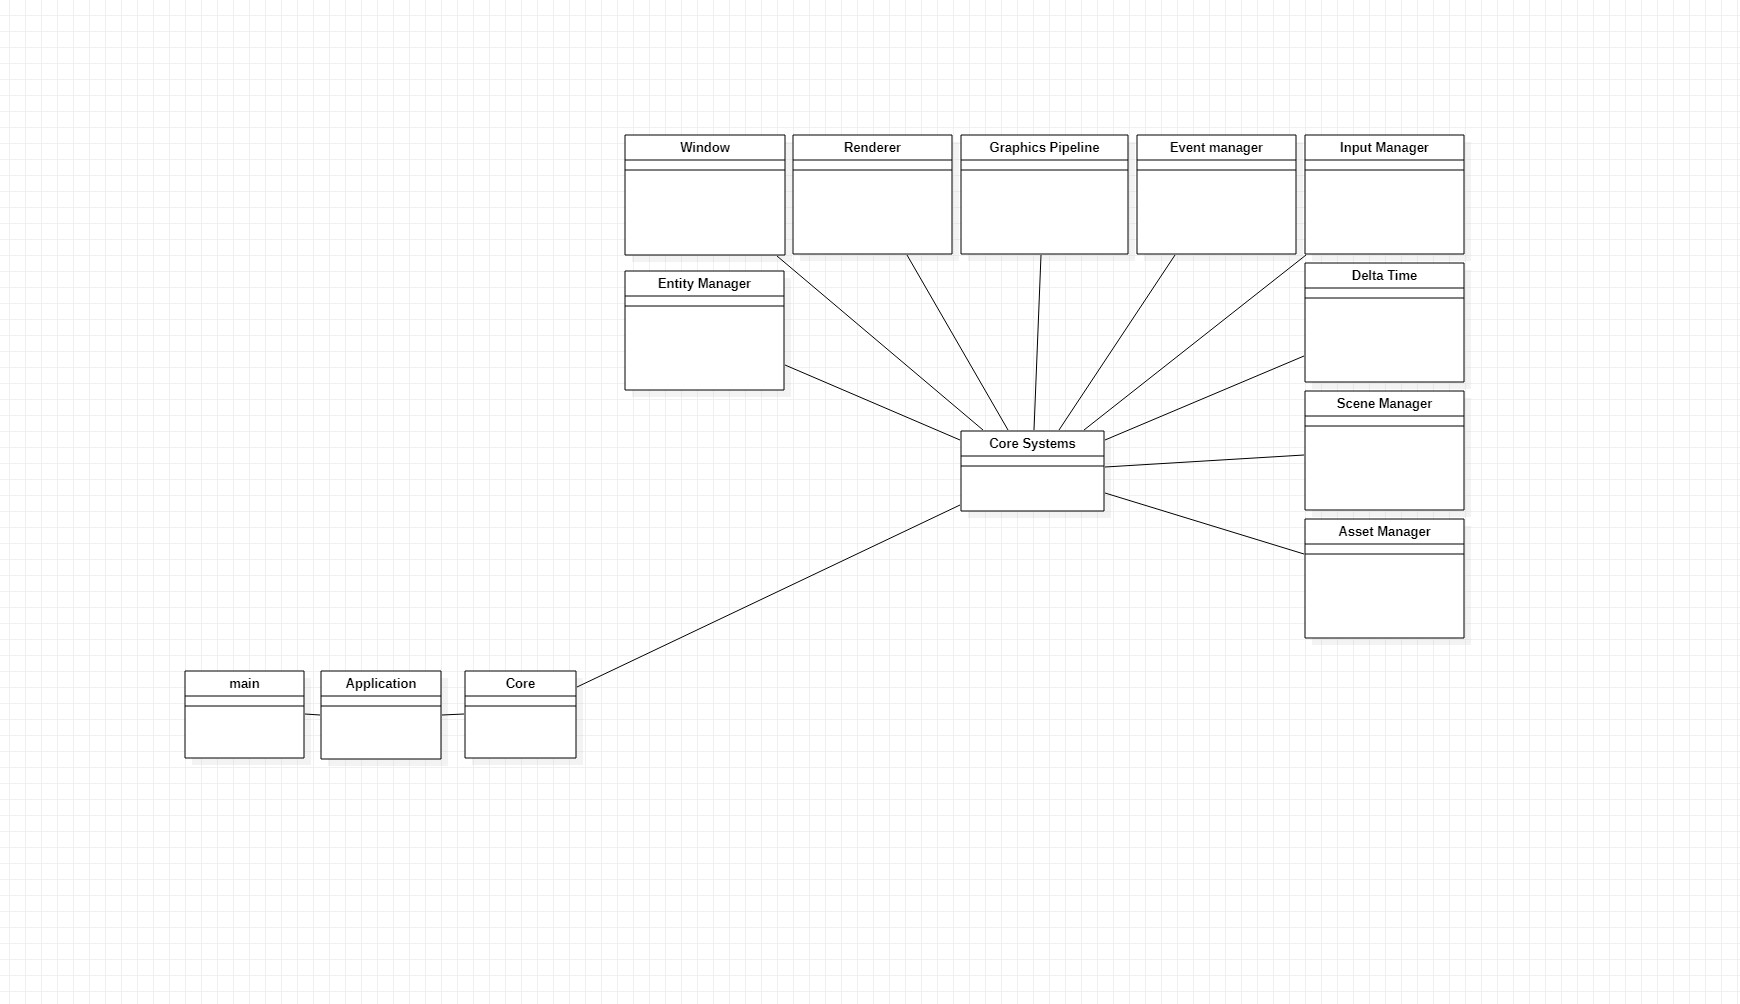 Window
Renderer
Graphics Pipeline
Event manager
Input Manager
Entity Manager
Delta Time
Scene Manager
Core Systems
Asset Manager
main
Application
Core